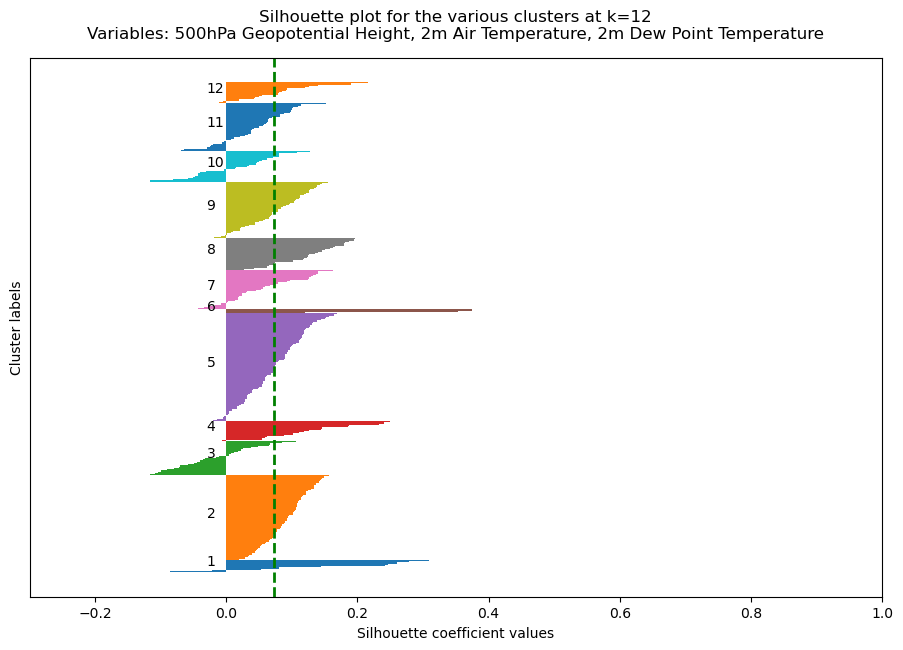 Silhouette plot for the various clusters at k=12
Variables: 500hPa Geopotential Height, 2m Air Temperature, 2m Dew Point Temperature
12
11
10
9
8
7
6
5
4
3
2
1
Cluster labels
−0.2 0.0 0.2 0.4 0.6 0.8 1.0
Silhouette coefficient values